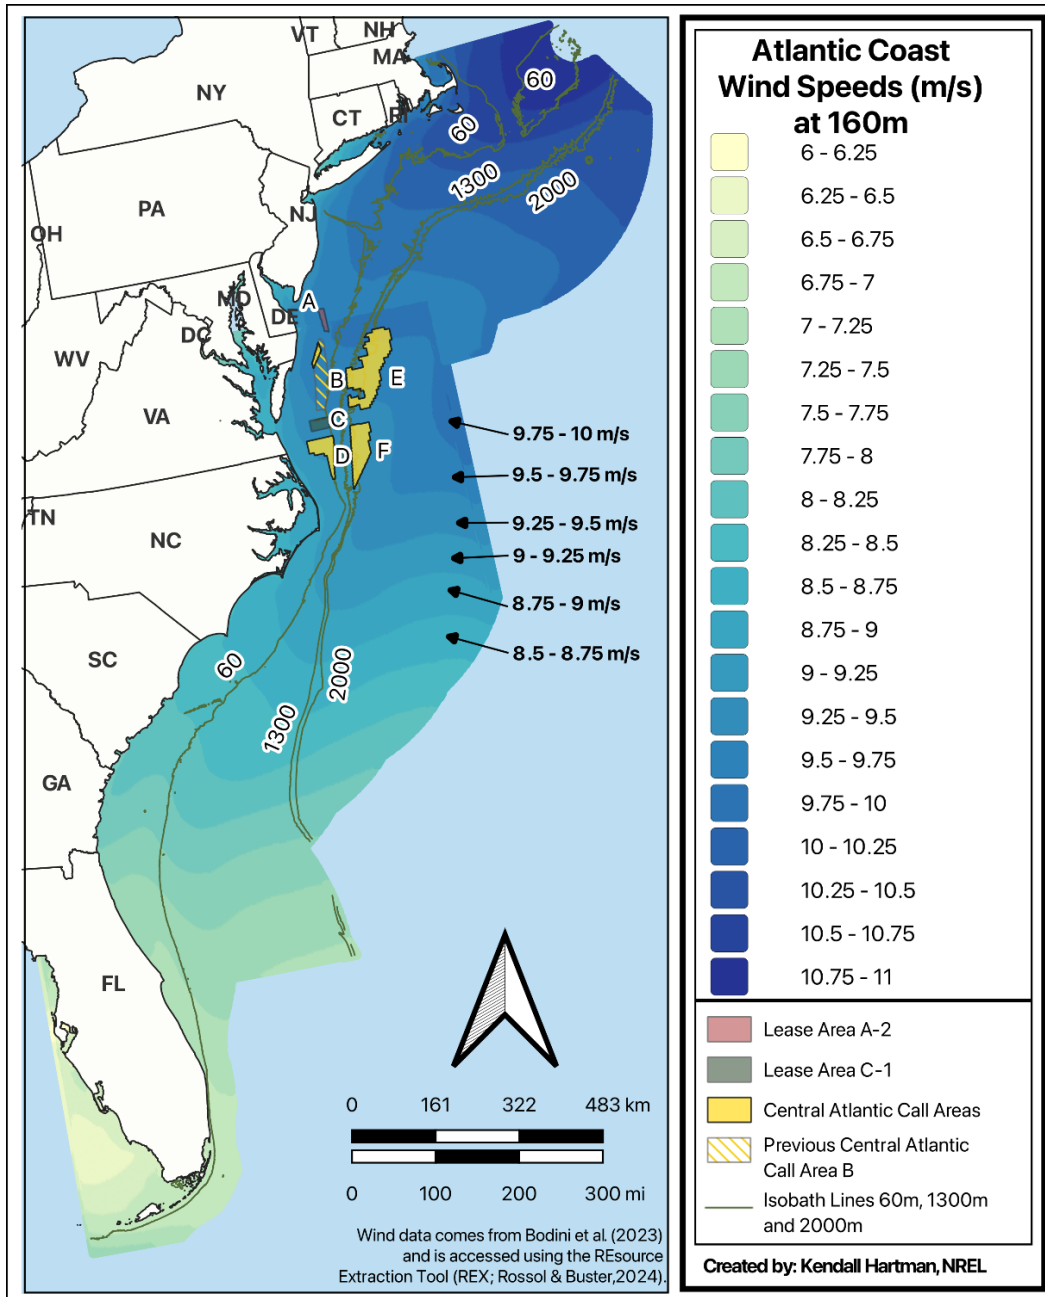 VT
NH
MA
NY
CT
RI
60
60
1300
2000
PA
NJ
OH
MD
DE
A
DC
WV
B
E
VA
C
D
F
9.75 - 10 m/s
9.5 - 9.75 m/s
TN
NC
9.25 - 9.5 m/s
9 - 9.25 m/s
8.75 - 9 m/s
8.5 - 8.75 m/s
SC
60
2000
1300
GA
FL
0 161 322 483 km
0 100 200 300 mi
Wind data comes from Bodini et al. (2023)
and is accessed using the REsource
Extraction Tool (REX; Rossol & Buster,2024).
Atlantic Coast
Wind Speeds (m/s)
at 160m
6 - 6.25
6.25 - 6.5
6.5 - 6.75
6.75 - 7
7 - 7.25
7.25 - 7.5
7.5 - 7.75
7.75 - 8
8 - 8.25
8.25 - 8.5
8.5 - 8.75
8.75 - 9
9 - 9.25
9.25 - 9.5
9.5 - 9.75
9.75 - 10
10 - 10.25
10.25 - 10.5
10.5 - 10.75
10.75 - 11
Lease Area A-2
Lease Area C-1
Central Atlantic Call Areas
Previous Central Atlantic
Call Area B
Isobath Lines 60m, 1300m
and 2000m
Created by: Kendall Hartman, NREL